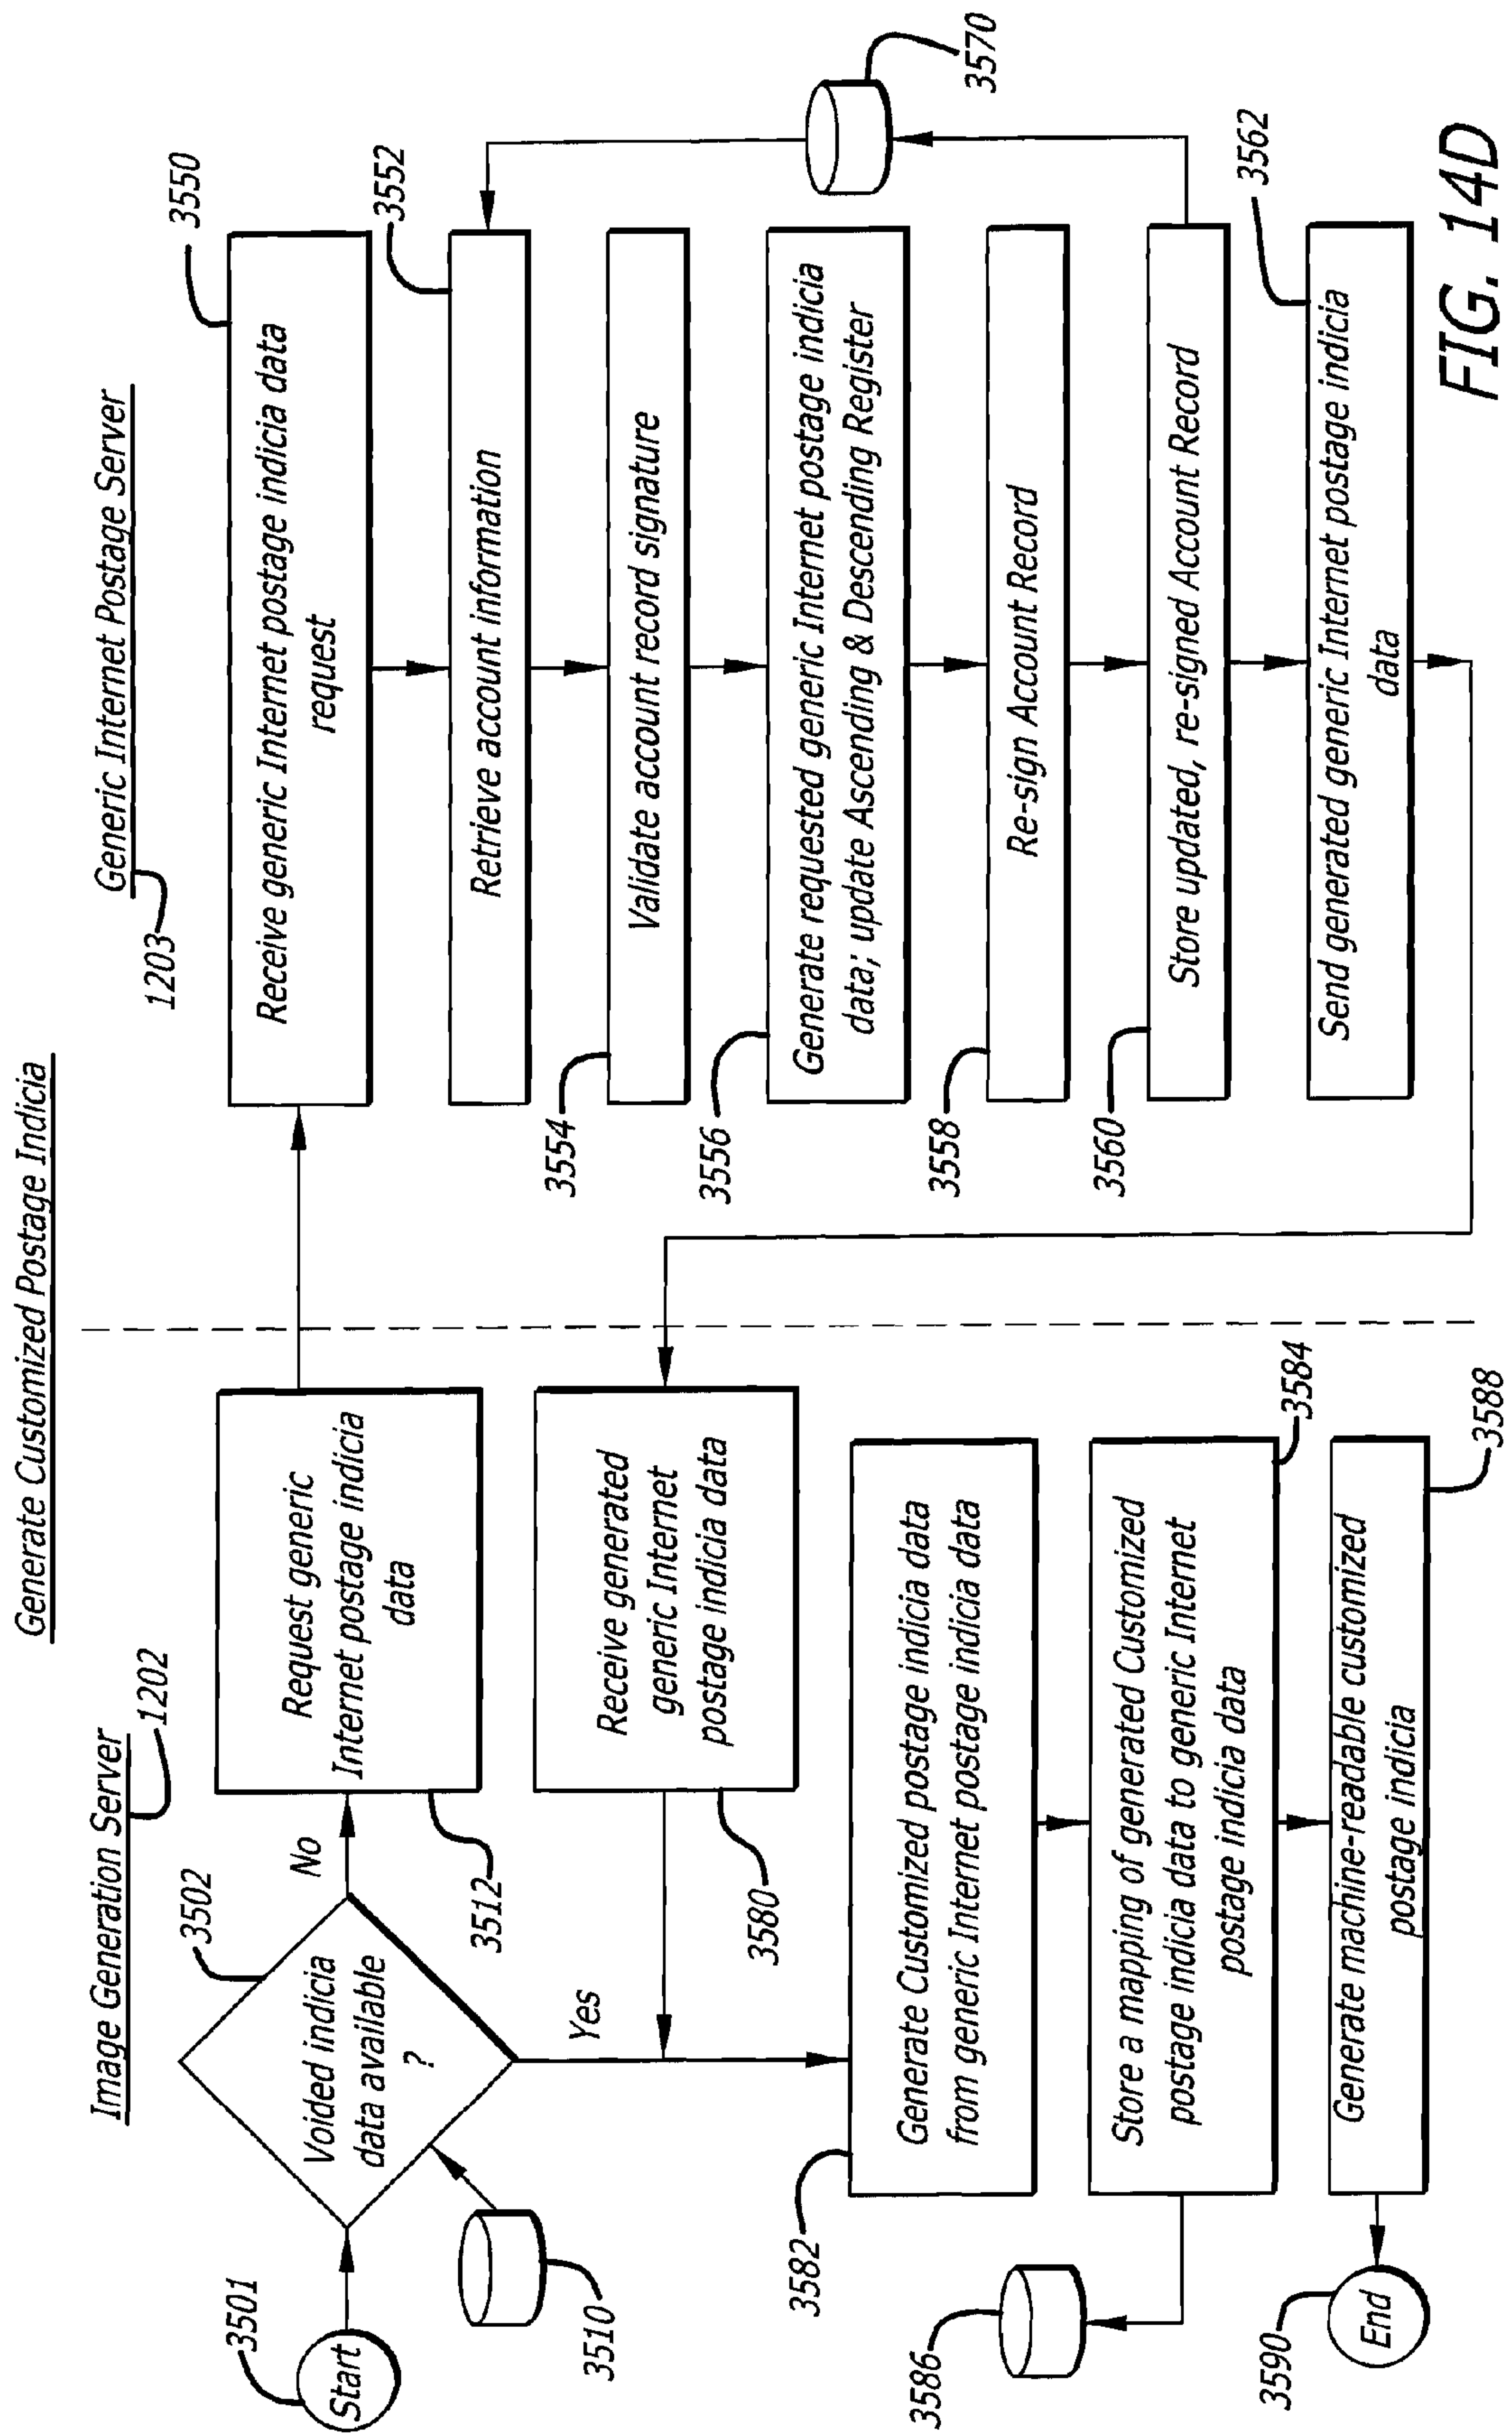 Generate Customized Postage Indicia
Image Generation Server
1202
Generic Internet Postage Server
1203
3501
Start
3502
Voided indicia
data available
?
No
Yes
3510
Request generic
Internet postage indicia
data
3512
Receive generic Internet postage indicia data
request
3550
Retrieve account information
3552
Validate account record signature
3554
Generate requested generic Internet postage indicia
data; update Ascending & Descending Register
3556
Re-sign Account Record
3558
Store updated, re-signed Account Record
3560
3570
Send generated generic Internet postage indicia
data
3562
Receive generated
generic Internet
postage indicia data
3580
Generate Customized postage indicia data
from generic Internet postage indicia data
3582
Store a mapping of generated Customized
postage indicia data to generic Internet
postage indicia data
3584
3586
Generate machine-readable customized
postage indicia
3588
3590
End
FIG. 14D